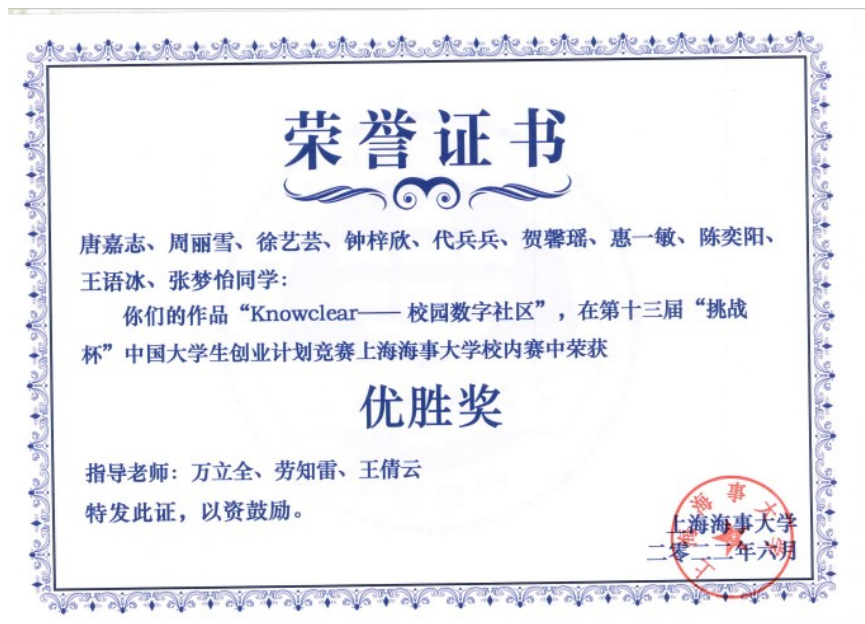 荣誉证书
唐嘉志、周丽雪、徐艺芸、钟梓欣、代兵兵、贺馨瑶、惠一敏、陈奕阳、
王语冰、张梦怡同学：
你们的作品“Knowclear—— 校园数字社区”，在第十三届“挑战
杯”中国大学生创业计划竞赛上海海事大学校内赛中荣获
优胜奖
指导老师：万立全、劳知雷、王倩云
特发此证，以资鼓励。
上海海事大学
上海海事大学
二零二二年六月